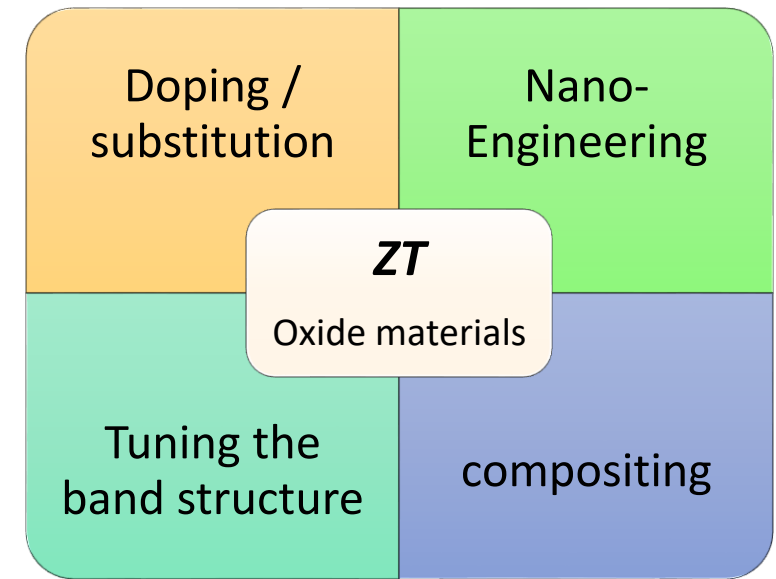 Doping /
substitution
Nano-
Engineering
ZT
Oxide materials
Tuning the
band structure
compositing